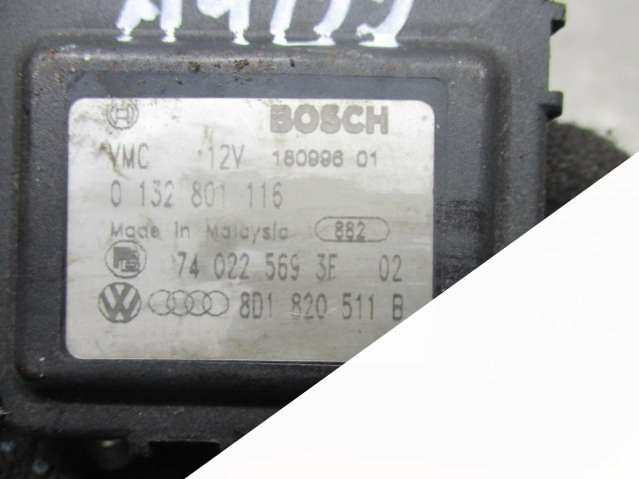 BOSCH
VMC 12V 180996 01
0 132 801 116
Made in Malaysia 882
74 022 569 3F 02
8D1 820 511 B